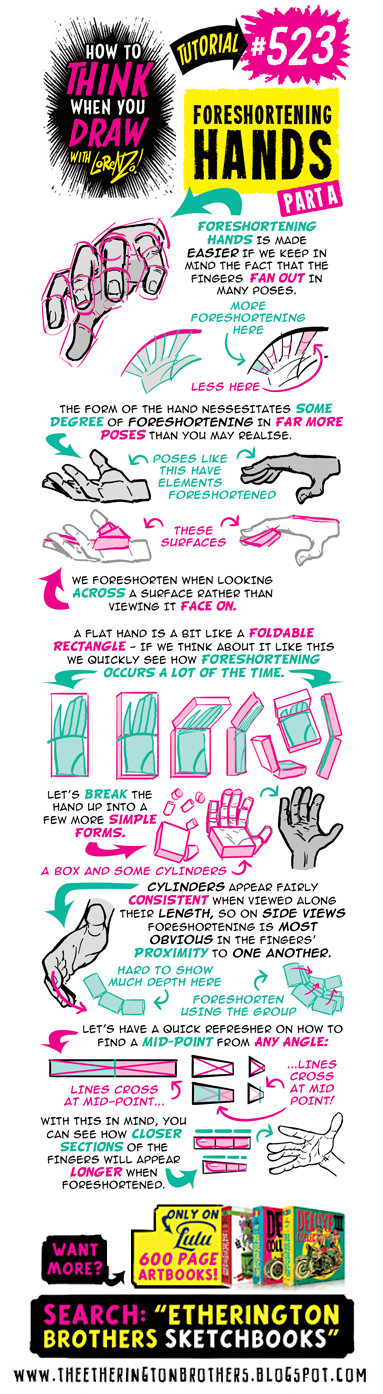 HOW TO
THINK
WHEN YOU
DRAW
WITH LORENZO!
TUTORIAL
#523
FORESHORTENING
HANDS
PART A
FORESHORTENING
HANDS IS MADE
EASIER IF WE KEEP IN
MIND THE FACT THAT THE
FINGERS FAN OUT IN
MANY POSES.
MORE
FORESHORTENING
HERE
LESS HERE
THE FORM OF THE HAND NESSESITATES SOME
DEGREE OF FORESHORTENING IN FAR MORE
POSES THAN YOU MAY REALISE.
POSES LIKE
THIS HAVE
ELEMENTS
FORESHORTENED
THESE
SURFACES
WE FORESHORTEN WHEN LOOKING
ACROSS A SURFACE RATHER THAN
VIEWING IT FACE ON.
A FLAT HAND IS A BIT LIKE A FOLDABLE
RECTANGLE - IF WE THINK ABOUT IT LIKE THIS
WE QUICKLY SEE HOW FORESHORTENING
OCCURS A LOT OF THE TIME.
LET'S BREAK THE
HAND UP INTO A
FEW MORE SIMPLE
FORMS.
A BOX AND SOME CYLINDERS
CYLINDERS APPEAR FAIRLY
CONSISTENT WHEN VIEWED ALONG
THEIR LENGTH, SO ON SIDE VIEWS
FORESHORTENING IS MOST
OBVIOUS IN THE FINGERS'
PROXIMITY TO ONE ANOTHER.
HARD TO SHOW
MUCH DEPTH HERE
FORESHORTEN
USING THE GROUP
LET'S HAVE A QUICK REFRESHER ON HOW TO
FIND A MID-POINT FROM ANY ANGLE:
LINES CROSS
AT MID-POINT...
...LINES
CROSS
AT MID
POINT!
WITH THIS IN MIND, YOU
CAN SEE HOW CLOSER
SECTIONS OF THE
FINGERS WILL APPEAR
LONGER WHEN
FORESHORTENED.
WANT
MORE?
ONLY ON
Lulu
600 PAGE
ARTBOOKS!
SEARCH: "ETHERINGTON
BROTHERS SKETCHBOOKS"
WWW.THEETHERINGTONBROTHERS.BLOGSPOT.COM